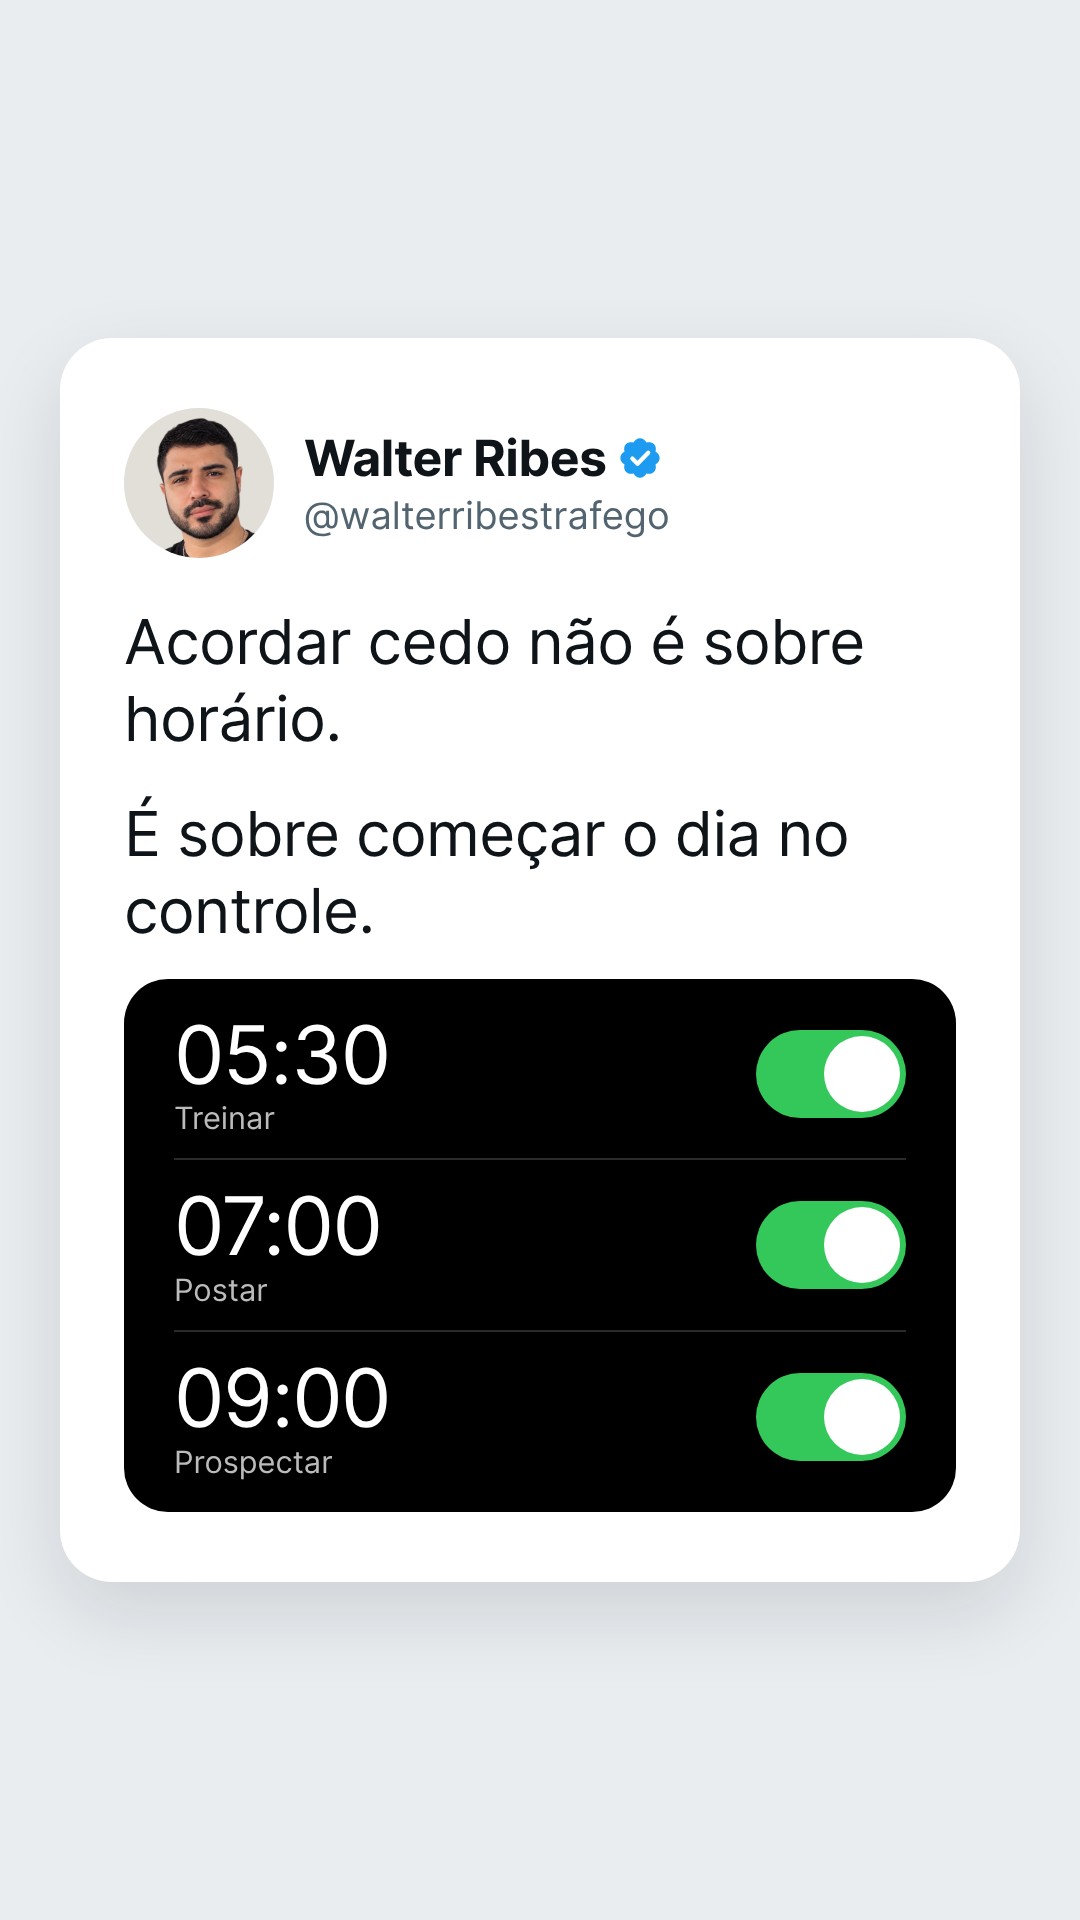 Walter Ribes
@walterribestrafego
Acordar cedo não é sobre
horário.
É sobre começar o dia no
controle.
05:30
Treinar
07:00
Postar
09:00
Prospectar